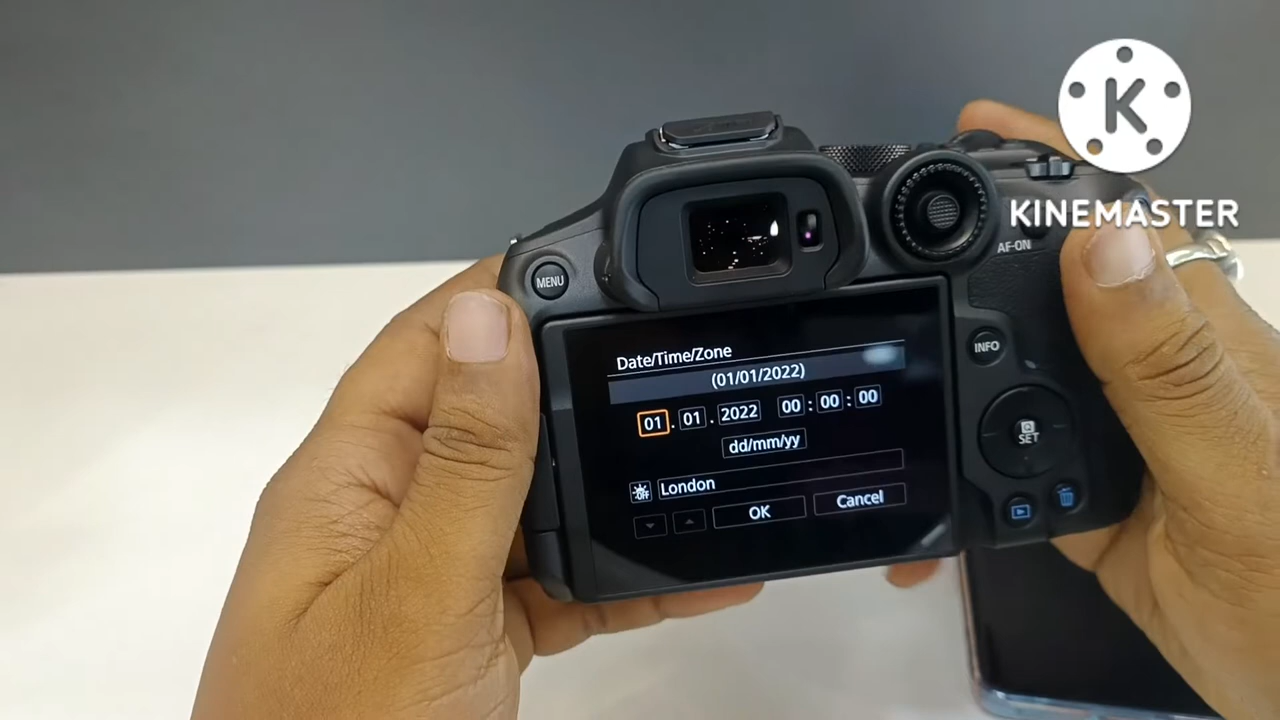 K
KINEMASTER
AF-ON
MENU
INFO
Date/Time/Zone
(01/01/2022)
01 . 01 . 2022 00 : 00 : 00
dd/mm/yy
OFF London
OK Cancel
Q
SET